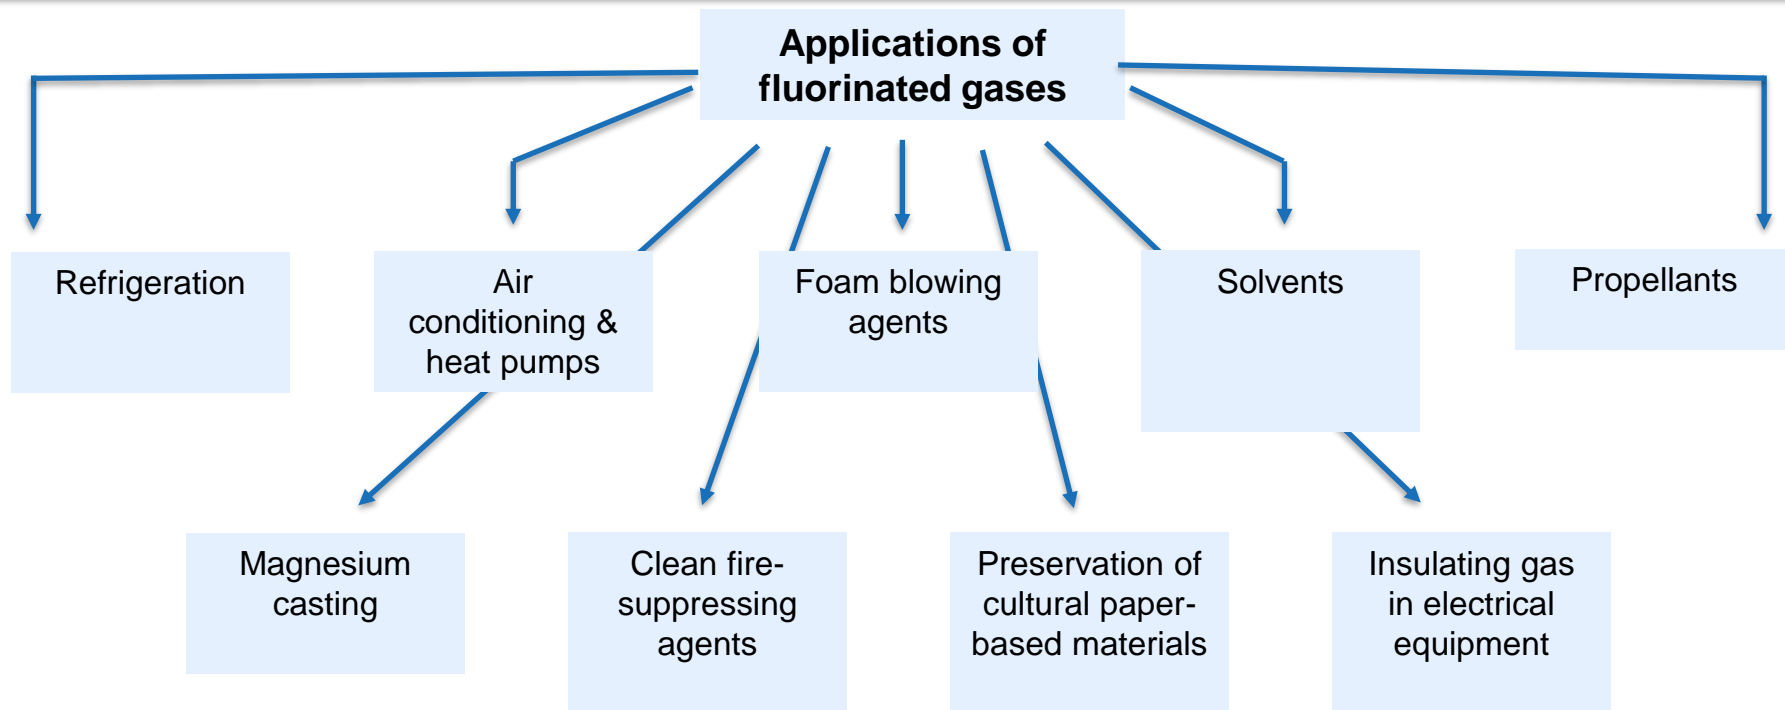 Applications of
fluorinated gases
Refrigeration
Air
conditioning &
heat pumps
Foam blowing
agents
Solvents
Propellants
Magnesium
casting
Clean fire-
suppressing
agents
Preservation of
cultural paper-
based materials
Insulating gas
in electrical
equipment